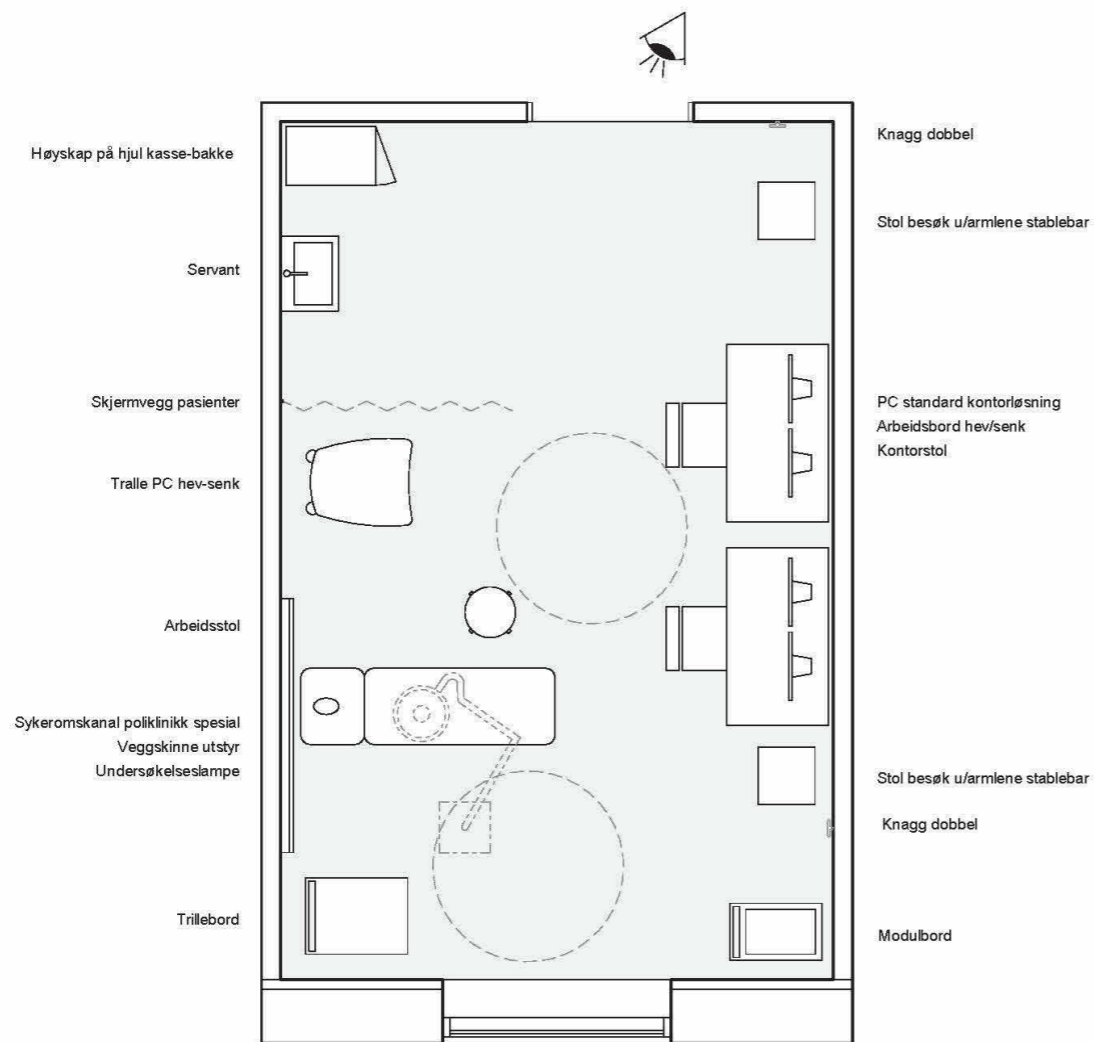 Høyskap på hjul kasse-bakke
Servant
Skjermvegg pasienter
Tralle PC hev-senk
Arbeidsstol
Sykeromskanal poliklinikk spesial
Veggskinne utstyr
Undersøkelseslampe
Trillebord
Knagg dobbel
Stol besøk u/armlene stablebar
PC standard kontorløsning
Arbeidsbord hev/senk
Kontorstol
Stol besøk u/armlene stablebar
Knagg dobbel
Modulbord